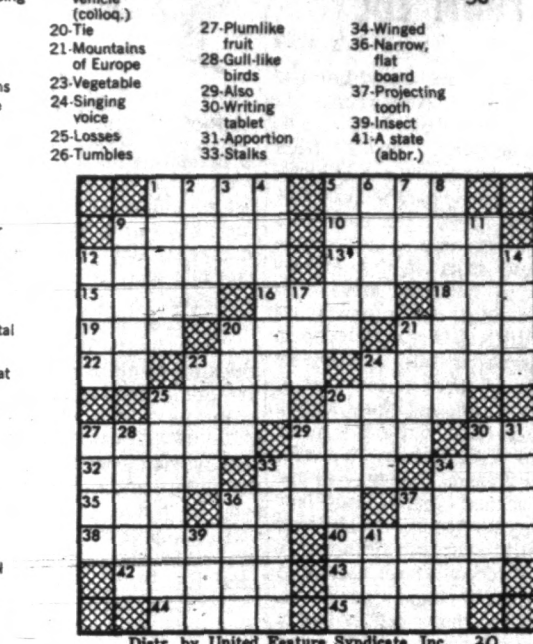 vehicle
(colloq.)
20-Tie
21-Mountains
of Europe
23-Vegetable
24-Singing
voice
25-Losses
26-Tumbles
27-Plumlike
fruit
28-Gull-like
birds
29-Also
30-Writing
tablet
31-Apportion
33-Stalks
34-Winged
36-Narrow,
flat
board
37-Projecting
tooth
39-Insect
41-A state
(abbr.)
1 2 3 4 5 6 7 8
9 10 11
12 13 14
15 16 17 18
19 20 21
22 23 24
25 26
27 28 29 30 31
32 33 34
35 36 37
38 39 40 41
42 43
44 45
Distr. by United Feature Syndicate, Inc.